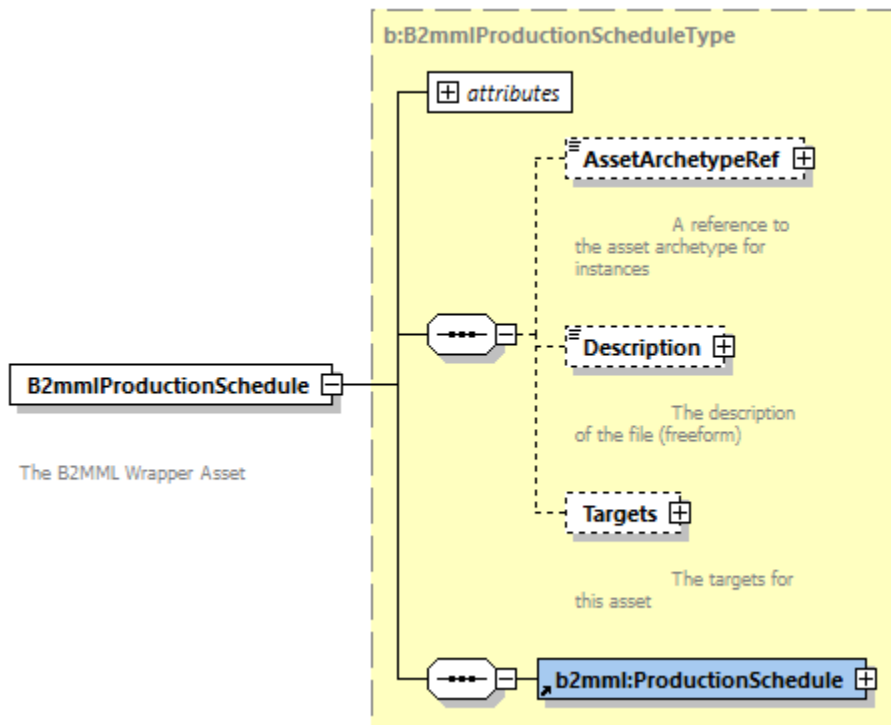 b:B2mmlProductionScheduleType
attributes
AssetArchetypeRef
A reference to
the asset archetype for
instances
Description
B2mmlProductionSchedule
The description
of the file (freeform)
The B2MML Wrapper Asset
Targets
The targets for
this asset
b2mml:ProductionSchedule